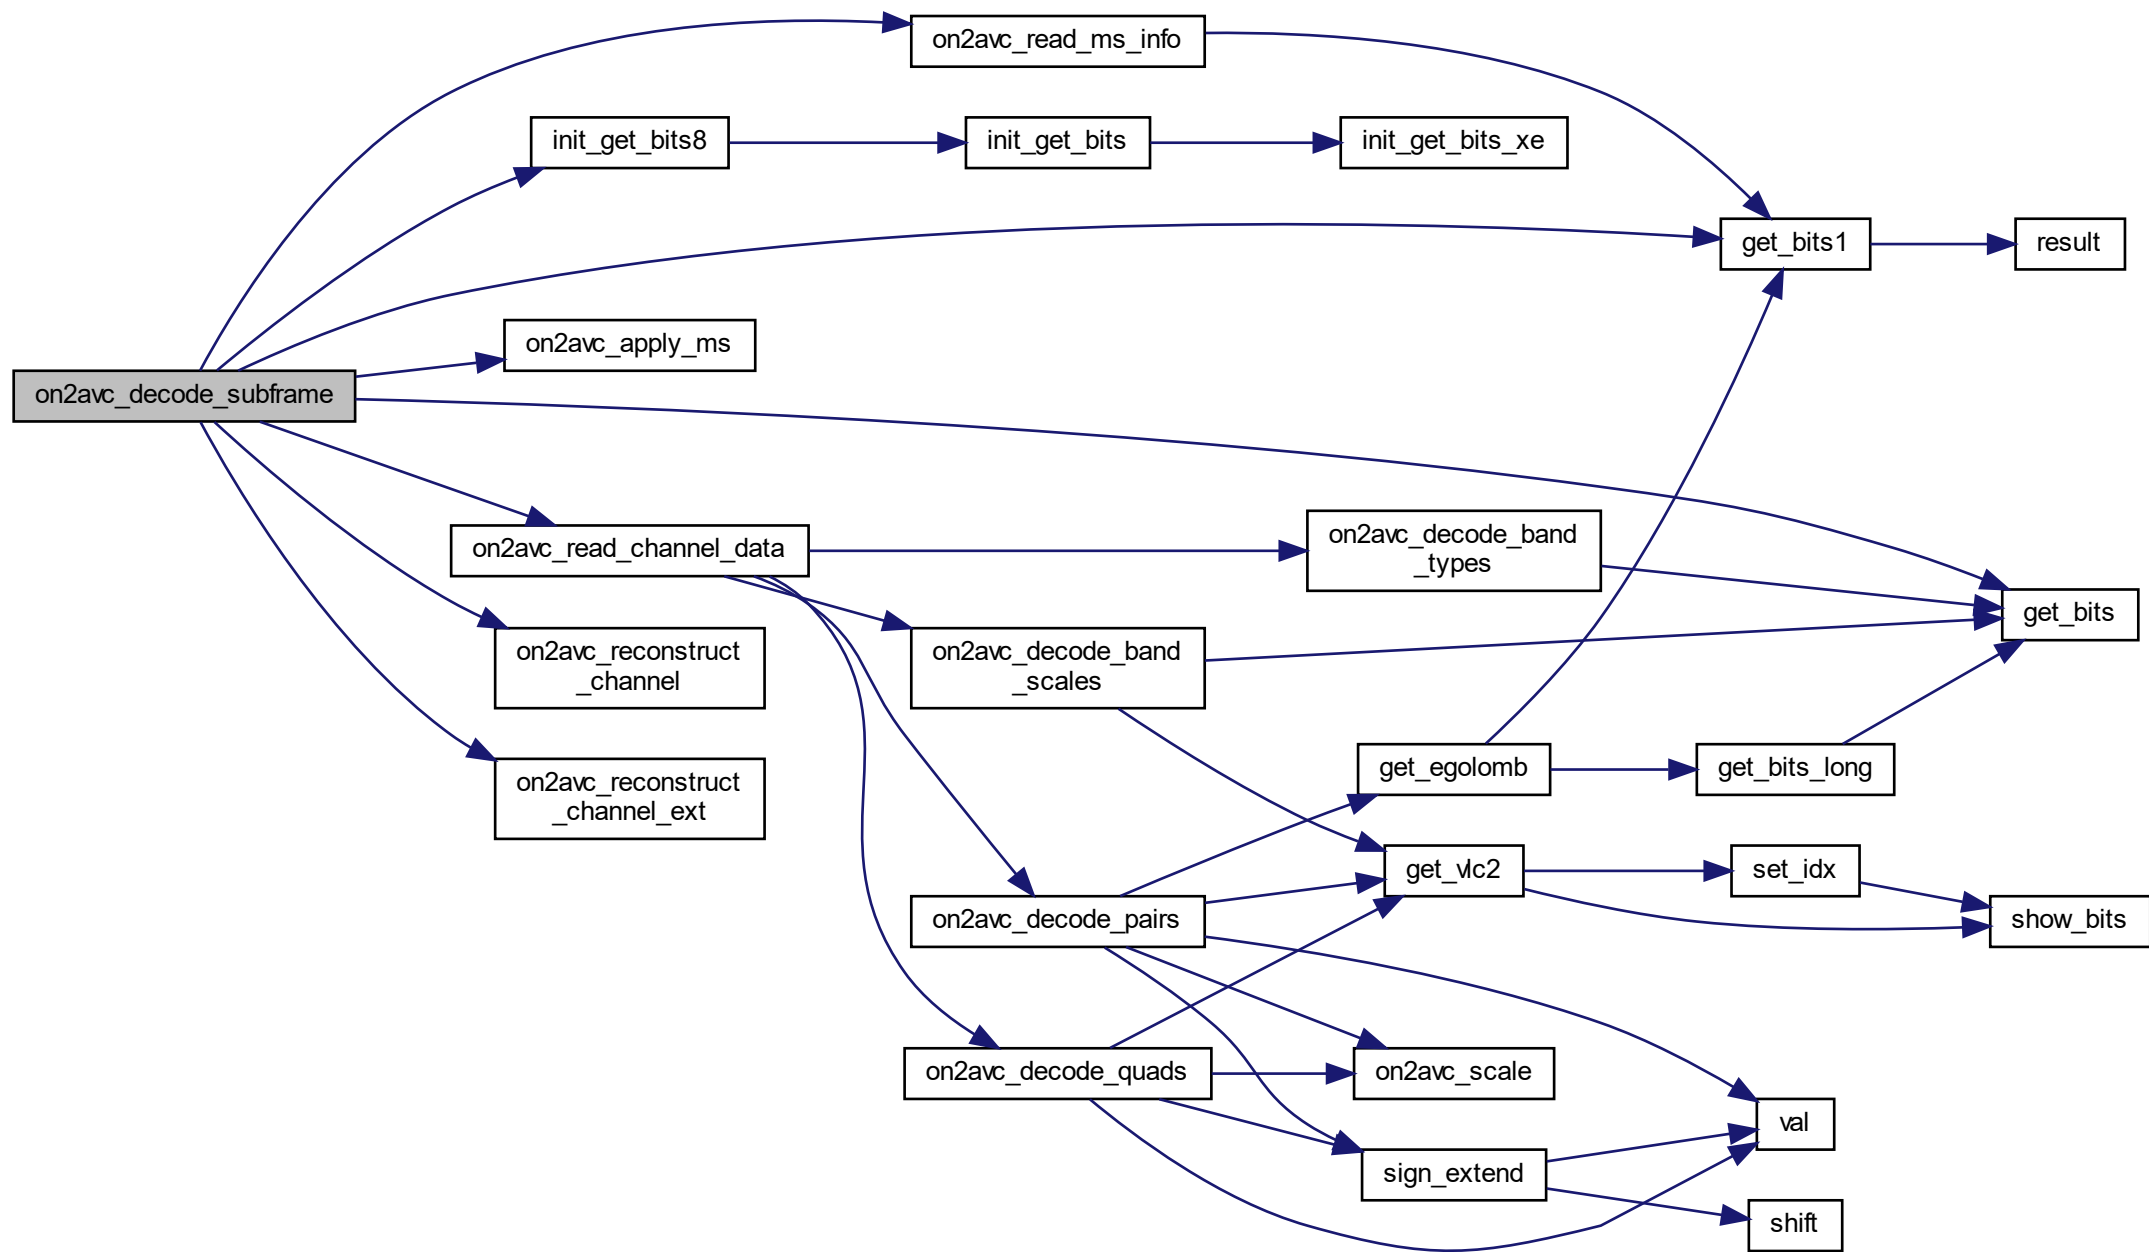 on2avc_read_ms_info
init_get_bits8
init_get_bits
init_get_bits_xe
get_bits1
result
on2avc_apply_ms
on2avc_decode_subframe
on2avc_read_channel_data
on2avc_decode_band
_types
get_bits
on2avc_reconstruct
_channel
on2avc_decode_band
_scales
on2avc_reconstruct
_channel_ext
get_egolomb
get_bits_long
get_vlc2
set_idx
on2avc_decode_pairs
show_bits
on2avc_decode_quads
on2avc_scale
val
sign_extend
shift